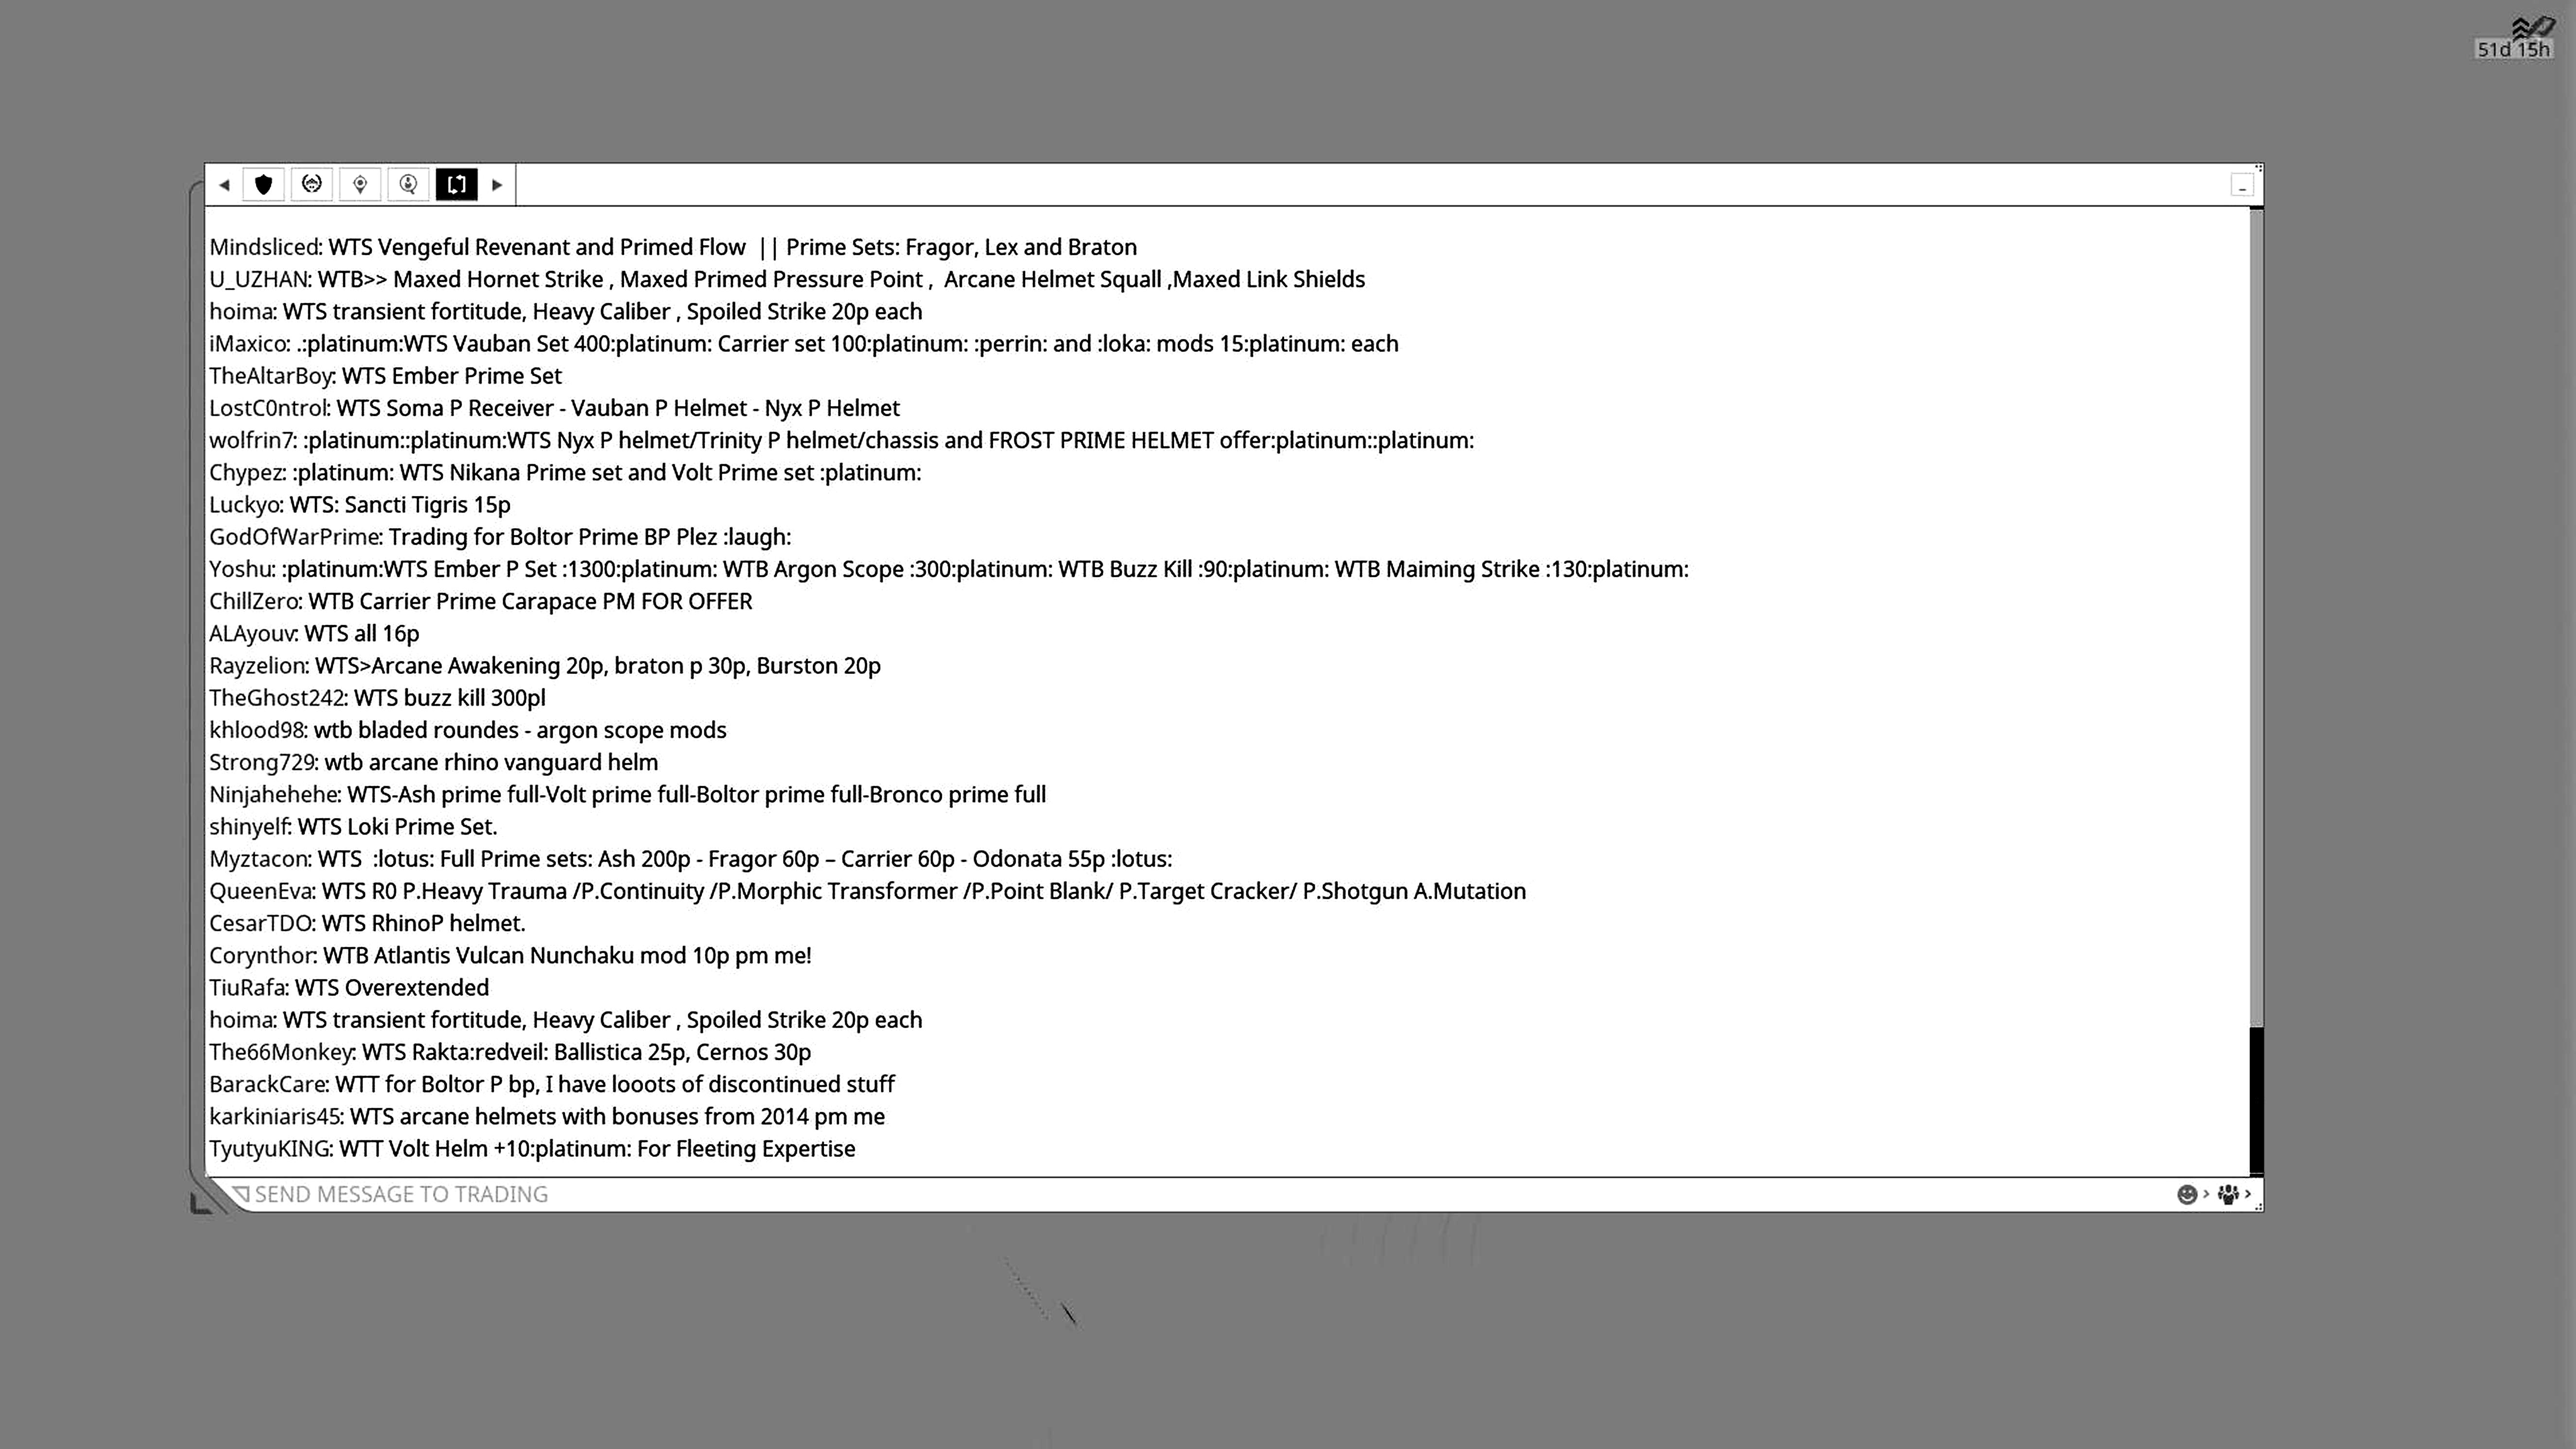 51d 15h
Mindsliced: WTS Vengeful Revenant and Primed Flow || Prime Sets: Fragor, Lex and Braton
U_UZHAN: WTB>> Maxed Hornet Strike , Maxed Primed Pressure Point , Arcane Helmet Squall ,Maxed Link Shields
hoima: WTS transient fortitude, Heavy Caliber , Spoiled Strike 20p each
iMaxico: .:platinum:WTS Vauban Set 400:platinum: Carrier set 100:platinum: :perrin: and :loka: mods 15:platinum: each
TheAltarBoy: WTS Ember Prime Set
LostC0ntrol: WTS Soma P Receiver - Vauban P Helmet - Nyx P Helmet
wolfrin7: :platinum::platinum:WTS Nyx P helmet/Trinity P helmet/chassis and FROST PRIME HELMET offer:platinum::platinum:
Chypez: :platinum: WTS Nikana Prime set and Volt Prime set :platinum:
Luckyo: WTS: Sancti Tigris 15p
GodOfWarPrime: Trading for Boltor Prime BP Plez :laugh:
Yoshu: :platinum:WTS Ember P Set :1300:platinum: WTB Argon Scope :300:platinum: WTB Buzz Kill :90:platinum: WTB Maiming Strike :130:platinum:
ChillZero: WTB Carrier Prime Carapace PM FOR OFFER
ALAyouv: WTS all 16p
Rayzelion: WTS>Arcane Awakening 20p, braton p 30p, Burston 20p
TheGhost242: WTS buzz kill 300pl
khlood98: wtb bladed roundes - argon scope mods
Strong729: wtb arcane rhino vanguard helm
Ninjahehehe: WTS-Ash prime full-Volt prime full-Boltor prime full-Bronco prime full
shinyelf: WTS Loki Prime Set.
Myztacon: WTS :lotus: Full Prime sets: Ash 200p - Fragor 60p – Carrier 60p - Odonata 55p :lotus:
QueenEva: WTS R0 P.Heavy Trauma /P.Continuity /P.Morphic Transformer /P.Point Blank/ P.Target Cracker/ P.Shotgun A.Mutation
CesarTDO: WTS RhinoP helmet.
Corynthor: WTB Atlantis Vulcan Nunchaku mod 10p pm me!
TiuRafa: WTS Overextended
hoima: WTS transient fortitude, Heavy Caliber , Spoiled Strike 20p each
The66Monkey: WTS Rakta:redveil: Ballistica 25p, Cernos 30p
BarackCare: WTT for Boltor P bp, I have looots of discontinued stuff
karkiniaris45: WTS arcane helmets with bonuses from 2014 pm me
TyutyuKING: WTT Volt Helm +10:platinum: For Fleeting Expertise
SEND MESSAGE TO TRADING